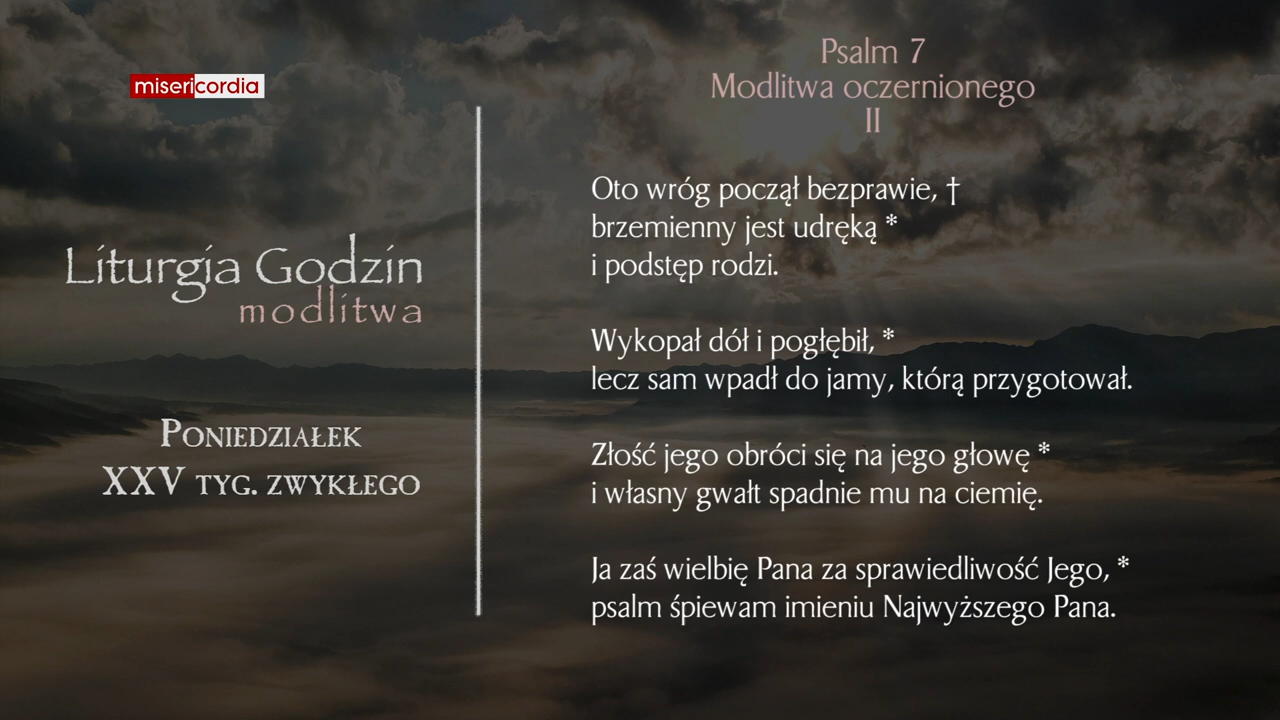 misericordia
Liturgia Godzin
modlitwa
Poniedziałek
XXV tyg. zwykłego
Psalm 7
Modlitwa oczernionego
II
Oto wróg począł bezprawie, †
brzemienny jest udręką *
i podstęp rodzi.
Wykopał dół i pogłębił, *
lecz sam wpadł do jamy, którą przygotował.
Złość jego obróci się na jego głowę *
i własny gwałt spadnie mu na ciemię.
Ja zaś wielbię Pana za sprawiedliwość Jego, *
psalm śpiewam imieniu Najwyższego Pana.